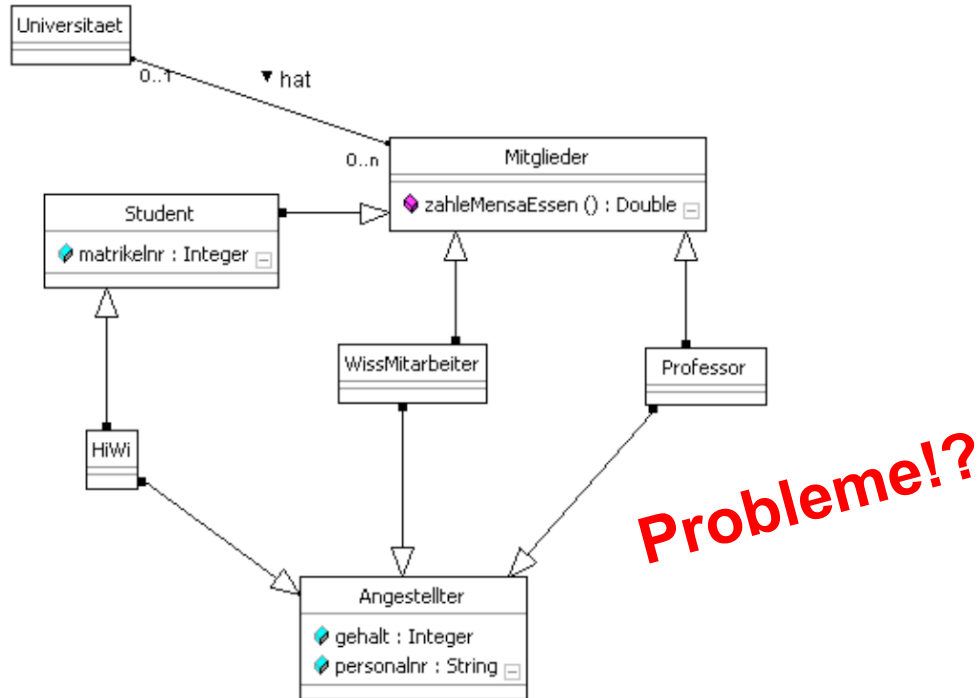 Universitaet
0..1
▼ hat
0..n
Mitglieder
zahleMensaEssen () : Double
Student
matrikelnr : Integer
WissMitarbeiter
Professor
HiWi
Probleme!?
Angestellter
gehalt : Integer
personalnr : String